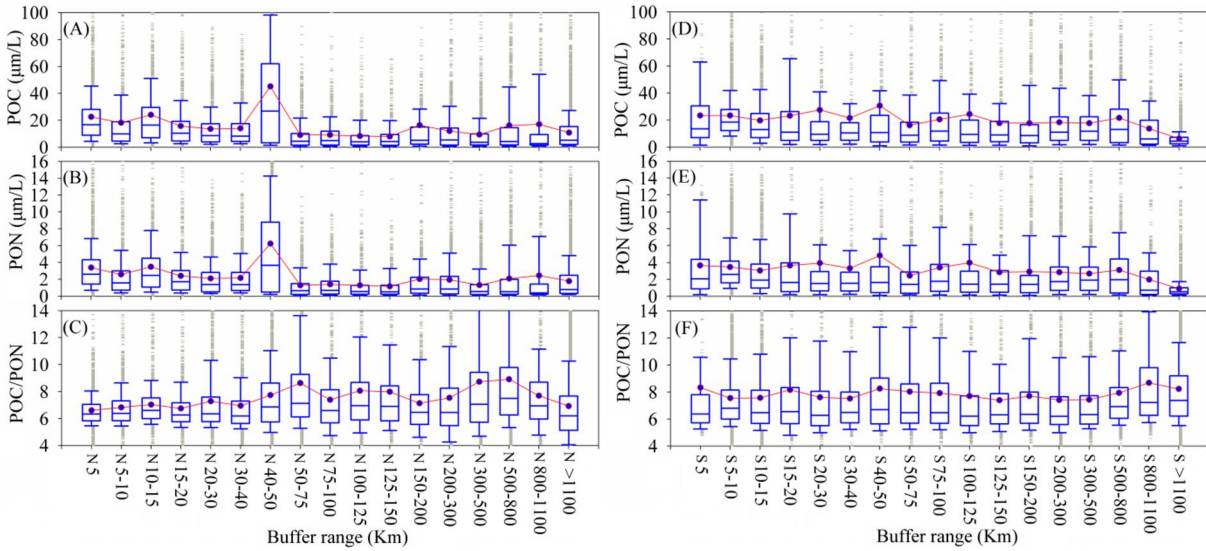 (A)
POC (µm/L)
100
80
60
40
20
0
(B)
PON (µm/L)
16
14
12
10
8
6
4
2
0
(C)
POC/PON
14
12
10
8
6
4
N 5
N 5-10
N 10-15
N 15-20
N 20-30
N 30-40
N 40-50
N 50-75
N 75-100
N 100-125
N 125-150
N 150-200
N 200-300
N 300-500
N 500-800
N 800-1100
N >1100
Buffer range (Km)
(D)
POC (µm/L)
100
80
60
40
20
0
(E)
PON (µm/L)
16
14
12
10
8
6
4
2
0
(F)
POC/PON
14
12
10
8
6
4
S 5
S 5-10
S 10-15
S 15-20
S 20-30
S 30-40
S 40-50
S 50-75
S 75-100
S 100-125
S 125-150
S 150-200
S 200-300
S 300-500
S 500-800
S 800-1100
S >1100
Buffer range (Km)